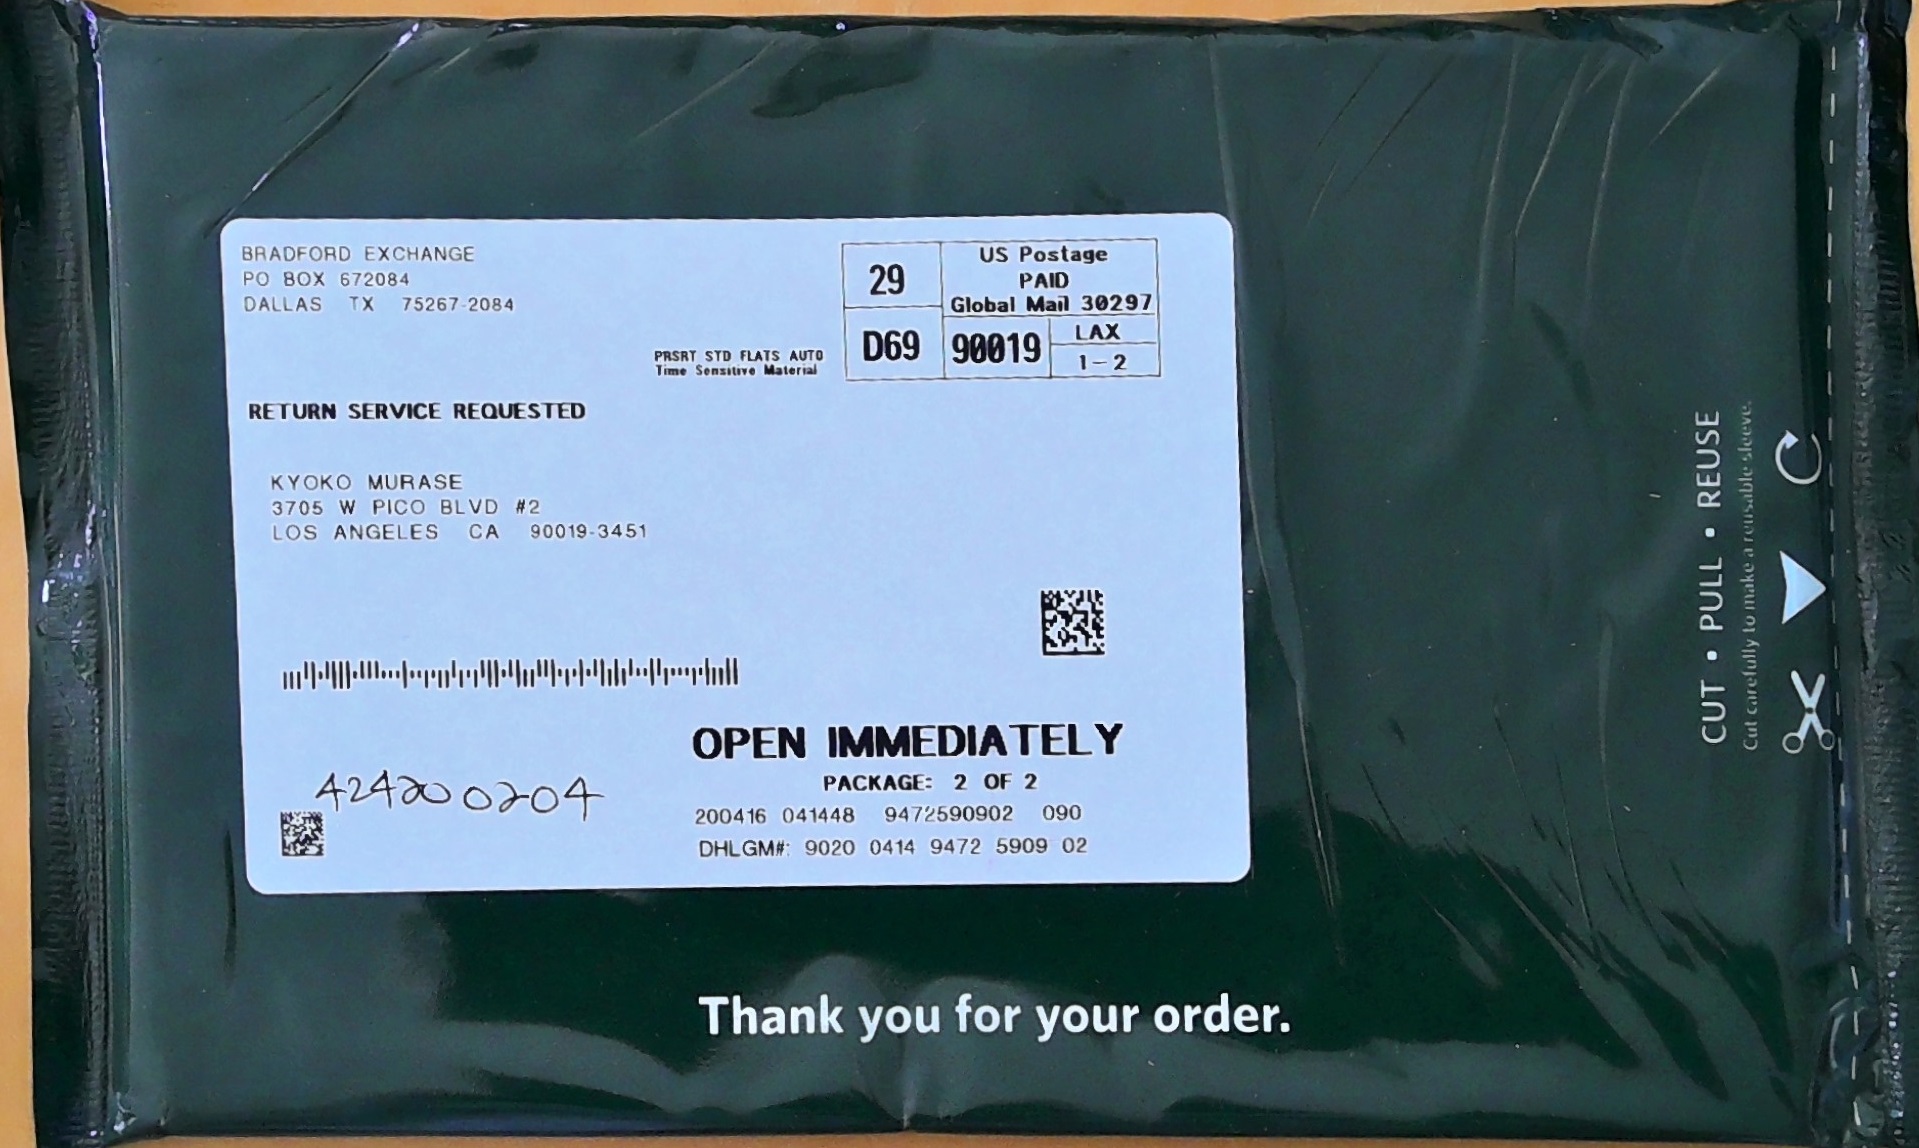 BRADFORD EXCHANGE
PO BOX 672084
DALLAS TX 75267-2084
29
US Postage
PAID
Global Mail 30297
D69
90019
LAX
1-2
PRSRT STD FLATS AUTO
Time Sensitive Material
RETURN SERVICE REQUESTED
KYOKO MURASE
3705 W PICO BLVD #2
LOS ANGELES CA 90019-3451
OPEN IMMEDIATELY
PACKAGE: 2 OF 2
424200204
200416 041448 9472590902 090
DHLGM#: 9020 0414 9472 5909 02
Thank you for your order.
CUT • PULL • REUSE
Cut carefully to make a reusable sleeve.